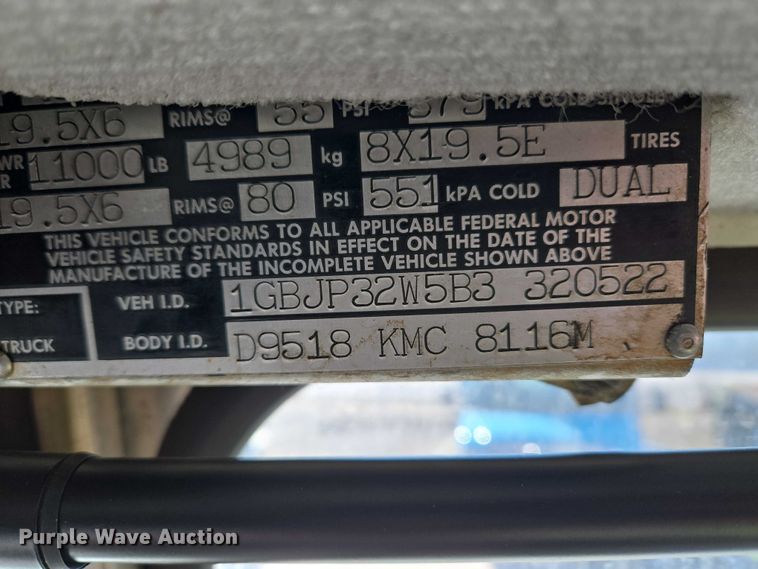 19.5X6 RIMS@ 55 PSI 379 kPA COLD
11000 LB 4989 kg 8X19.5E TIRES
19.5X6 RIMS@ 80 PSI 551 kPA COLD DUAL
THIS VEHICLE CONFORMS TO ALL APPLICABLE FEDERAL MOTOR
VEHICLE SAFETY STANDARDS IN EFFECT ON THE DATE OF THE
MANUFACTURE OF THE INCOMPLETE VEHICLE SHOWN ABOVE.
TYPE: VEH I.D. 1GBJP32W5B3 320522
TRUCK BODY I.D. D9518 KMC 8116M
Purple Wave Auction®